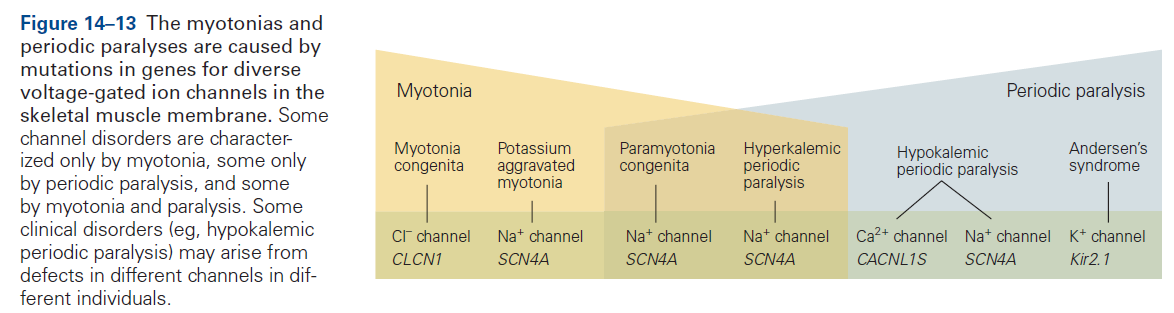 Figure 14–13 The myotonias and
periodic paralyses are caused by
mutations in genes for diverse
voltage-gated ion channels in the
skeletal muscle membrane. Some
channel disorders are character-
ized only by myotonia, some only
by periodic paralysis, and some
by myotonia and paralysis. Some
clinical disorders (eg, hypokalemic
periodic paralysis) may arise from
defects in different channels in dif-
ferent individuals.
Myotonia
Periodic paralysis
Myotonia
congenita
Potassium
aggravated
myotonia
Paramyotonia
congenita
Hyperkalemic
periodic
paralysis
Hypokalemic
periodic paralysis
Andersen's
syndrome
Cl⁻ channel
CLCN1
Na⁺ channel
SCN4A
Na⁺ channel
SCN4A
Na⁺ channel
SCN4A
Ca²⁺ channel
CACNL1S
Na⁺ channel
SCN4A
K⁺ channel
Kir2.1